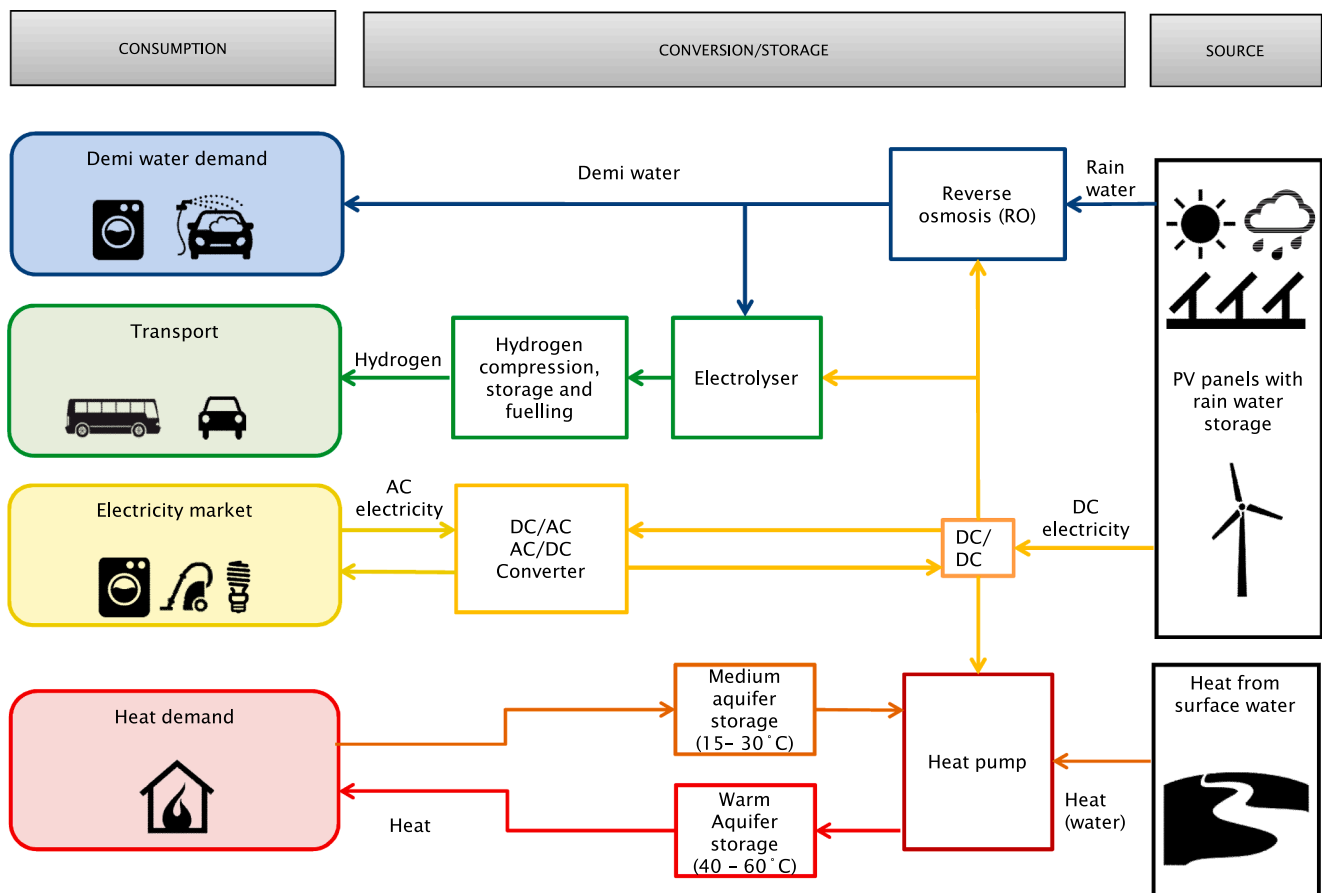 CONSUMPTION
CONVERSION/STORAGE
SOURCE
Demi water demand
Demi water
Reverse
osmosis (RO)
Rain
water
Transport
Hydrogen
Hydrogen
compression,
storage and
fuelling
Electrolyser
PV panels with
rain water
storage
Electricity market
AC
electricity
DC/AC
AC/DC
Converter
DC/
DC
DC
electricity
Heat demand
Heat
Medium
aquifer
storage
(15– 30˚C)
Warm
Aquifer
storage
(40 – 60˚C)
Heat pump
Heat
(water)
Heat from
surface water